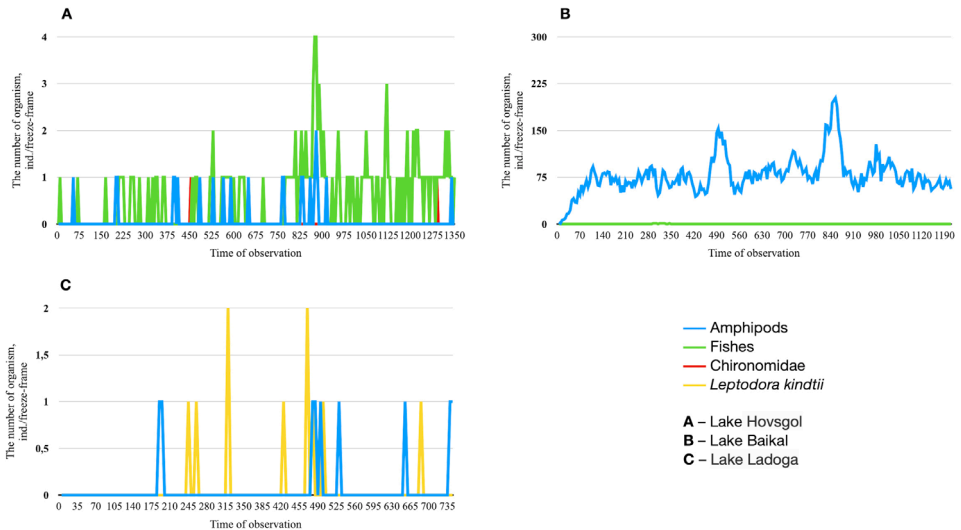 A
The number of organism,
ind./freeze-frame
4
3
2
1
0
0 75 150 225 300 375 450 525 600 675 750 825 900 975 1050 1125 1200 1275 1350
Time of observation
B
The number of organism,
ind./freeze-frame
300
225
150
75
0
0 70 140 210 280 350 420 490 560 630 700 770 840 910 980 1050 1120 1190
Time of observation
C
The number of organism,
ind./freeze-frame
2
1,5
1
0,5
0
0 35 70 105 140 175 210 245 280 315 350 385 420 455 490 525 560 595 630 665 700 735
Time of observation
Amphipods
Fishes
Chironomidae
Leptodora kindtii
A – Lake Hovsgol
B – Lake Baikal
C – Lake Ladoga